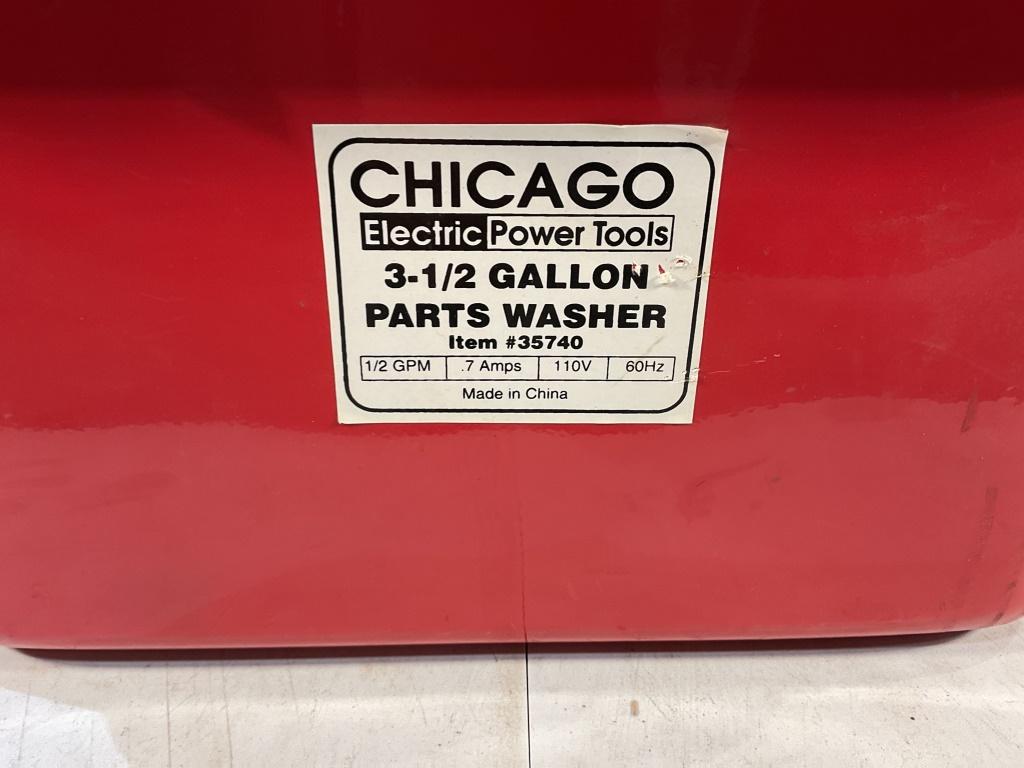 CHICAGO
Electric Power Tools
3-1/2 GALLON
PARTS WASHER
Item #35740
1/2 GPM .7 Amps 110V 60Hz
Made in China